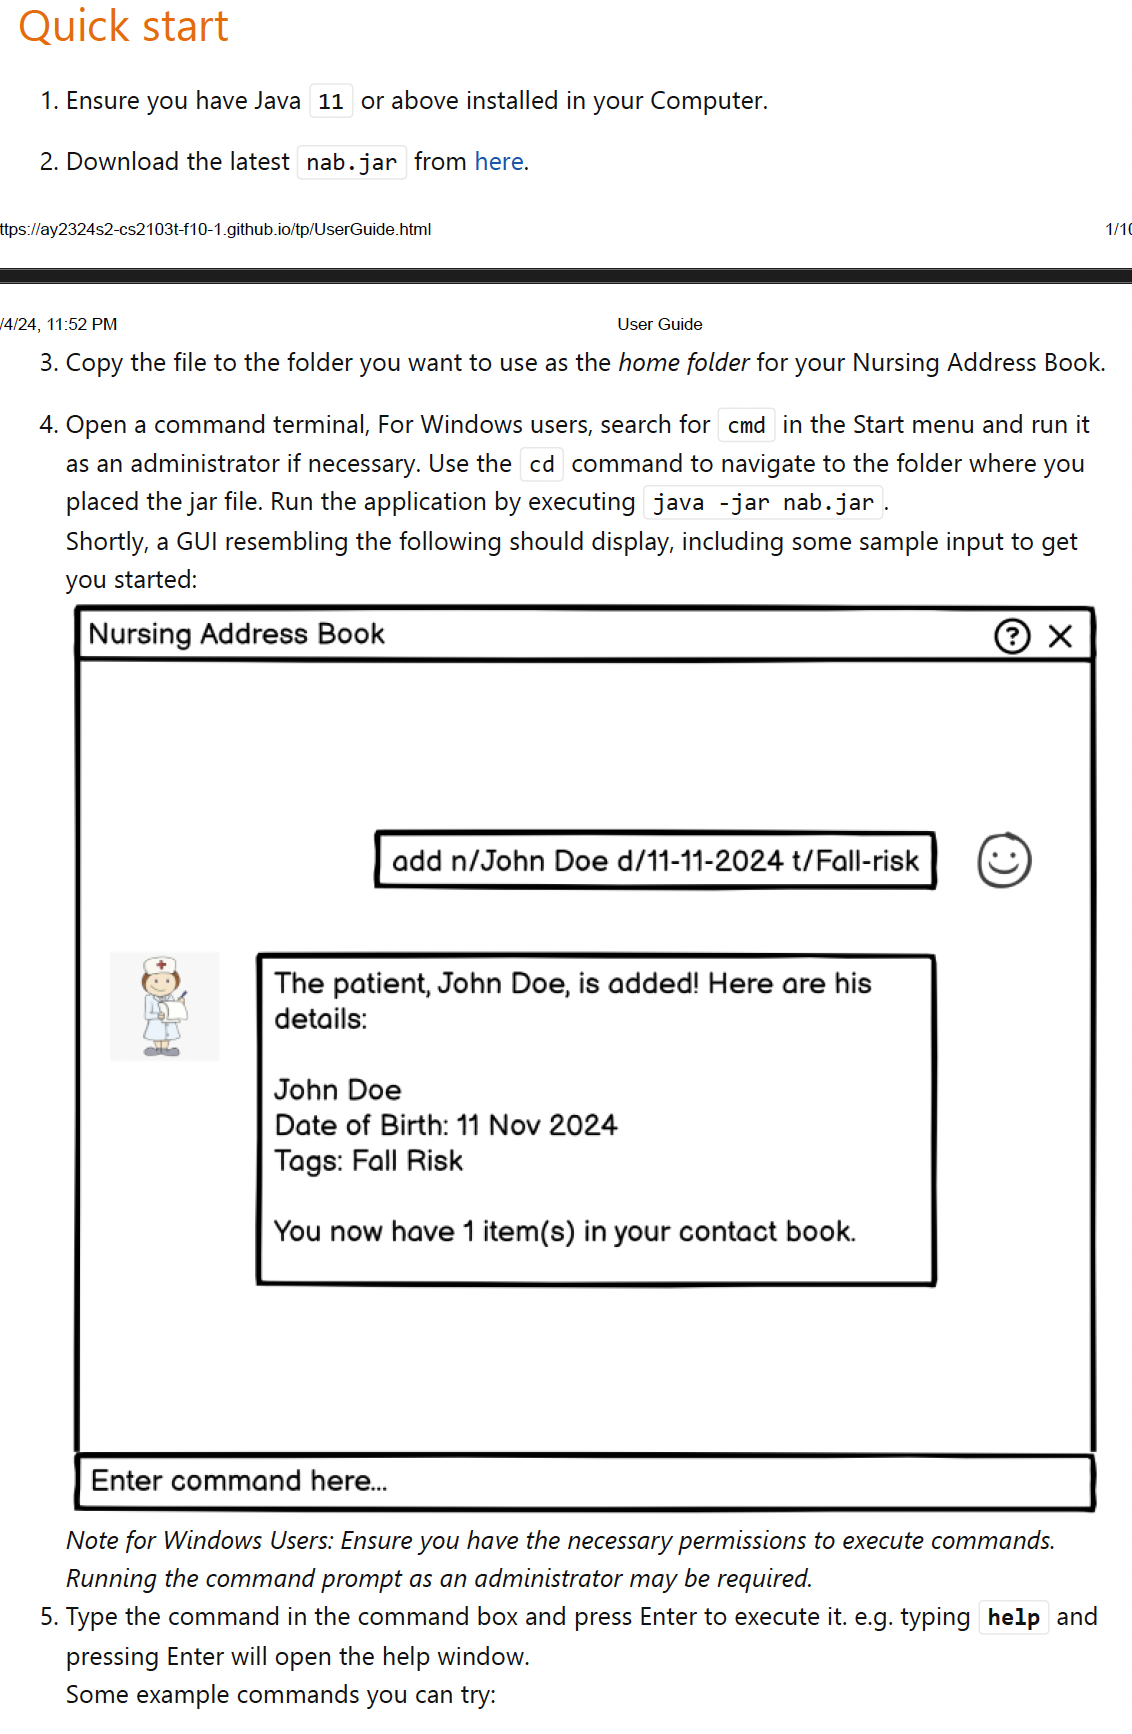 Quick start
1. Ensure you have Java 11 or above installed in your Computer.
2. Download the latest nab.jar from here.
ttps://ay2324s2-cs2103t-f10-1.github.io/tp/UserGuide.html 1/10
/4/24, 11:52 PM User Guide
3. Copy the file to the folder you want to use as the home folder for your Nursing Address Book.
4. Open a command terminal, For Windows users, search for cmd in the Start menu and run it
as an administrator if necessary. Use the cd command to navigate to the folder where you
placed the jar file. Run the application by executing java -jar nab.jar.
Shortly, a GUI resembling the following should display, including some sample input to get
you started:
Nursing Address Book
add n/John Doe d/11-11-2024 t/Fall-risk
The patient, John Doe, is added! Here are his
details:
John Doe
Date of Birth: 11 Nov 2024
Tags: Fall Risk
You now have 1 item(s) in your contact book.
Enter command here...
Note for Windows Users: Ensure you have the necessary permissions to execute commands.
Running the command prompt as an administrator may be required.
5. Type the command in the command box and press Enter to execute it. e.g. typing help and
pressing Enter will open the help window.
Some example commands you can try: